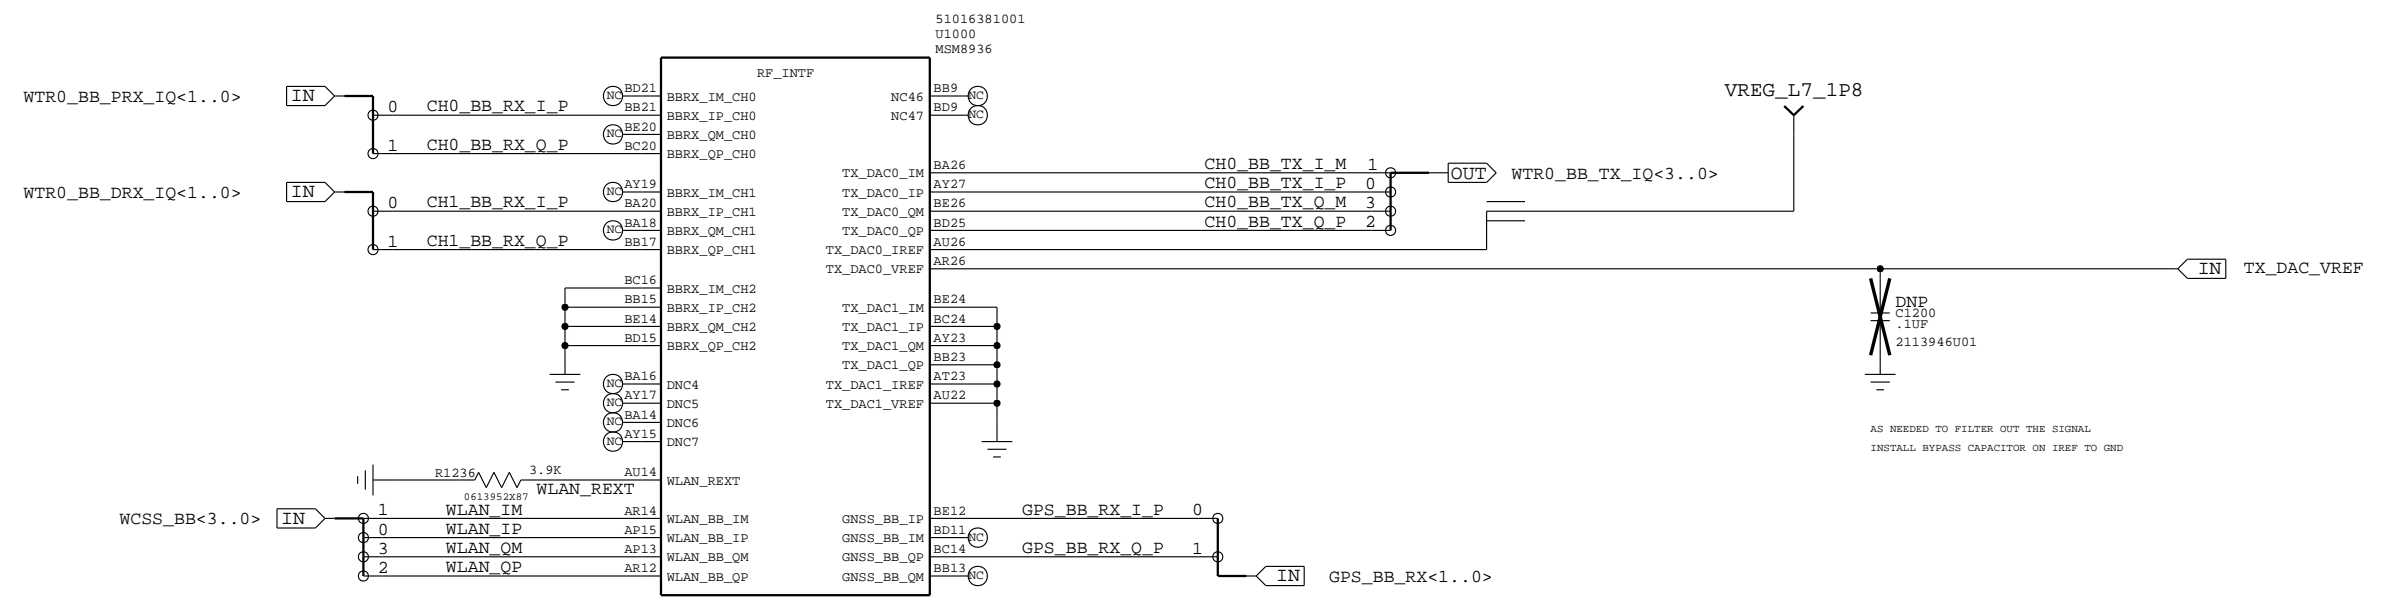 51016381001
U1000
MSM8936
RF_INTF
WTR0_BB_PRX_IQ<1..0>
IN
0 CH0_BB_RX_I_P
1 CH0_BB_RX_Q_P
NC BD21 BBRX_IM_CH0
BB21 BBRX_IP_CH0
NC BE20 BBRX_QM_CH0
BC20 BBRX_QP_CH0
WTR0_BB_DRX_IQ<1..0>
IN
0 CH1_BB_RX_I_P
1 CH1_BB_RX_Q_P
NC AY19 BBRX_IM_CH1
BA20 BBRX_IP_CH1
NC BA18 BBRX_QM_CH1
BB17 BBRX_QP_CH1
BC16 BBRX_IM_CH2
BB15 BBRX_IP_CH2
BE14 BBRX_QM_CH2
BD15 BBRX_QP_CH2
NC BA16 DNC4
NC AY17 DNC5
NC BA14 DNC6
NC AY15 DNC7
R1236 3.9K AU14 WLAN_REXT
0613952X87 WLAN_REXT
WCSS_BB<3..0>
IN
1 WLAN_IM AR14 WLAN_BB_IM
0 WLAN_IP AP15 WLAN_BB_IP
3 WLAN_QM AP13 WLAN_BB_QM
2 WLAN_QP AR12 WLAN_BB_QP
NC46 BB9 NC
NC47 BD9 NC
TX_DAC0_IM BA26 CH0_BB_TX_I_M 1
TX_DAC0_IP AY27 CH0_BB_TX_I_P 0
TX_DAC0_QM BE26 CH0_BB_TX_Q_M 3
TX_DAC0_QP BD25 CH0_BB_TX_Q_P 2
OUT
WTR0_BB_TX_IQ<3..0>
TX_DAC0_IREF AU26
VREG_L7_1P8
TX_DAC0_VREF AR26
IN
TX_DAC_VREF
DNP
C1200
.1UF
2113946U01
AS NEEDED TO FILTER OUT THE SIGNAL
INSTALL BYPASS CAPACITOR ON IREF TO GND
TX_DAC1_IM BE24
TX_DAC1_IP BC24
TX_DAC1_QM AY23
TX_DAC1_QP BB23
TX_DAC1_IREF AT23
TX_DAC1_VREF AU22
GNSS_BB_IP BE12 GPS_BB_RX_I_P 0
GNSS_BB_IM BD11 NC
GNSS_BB_QP BC14 GPS_BB_RX_Q_P 1
GNSS_BB_QM BB13 NC
IN
GPS_BB_RX<1..0>